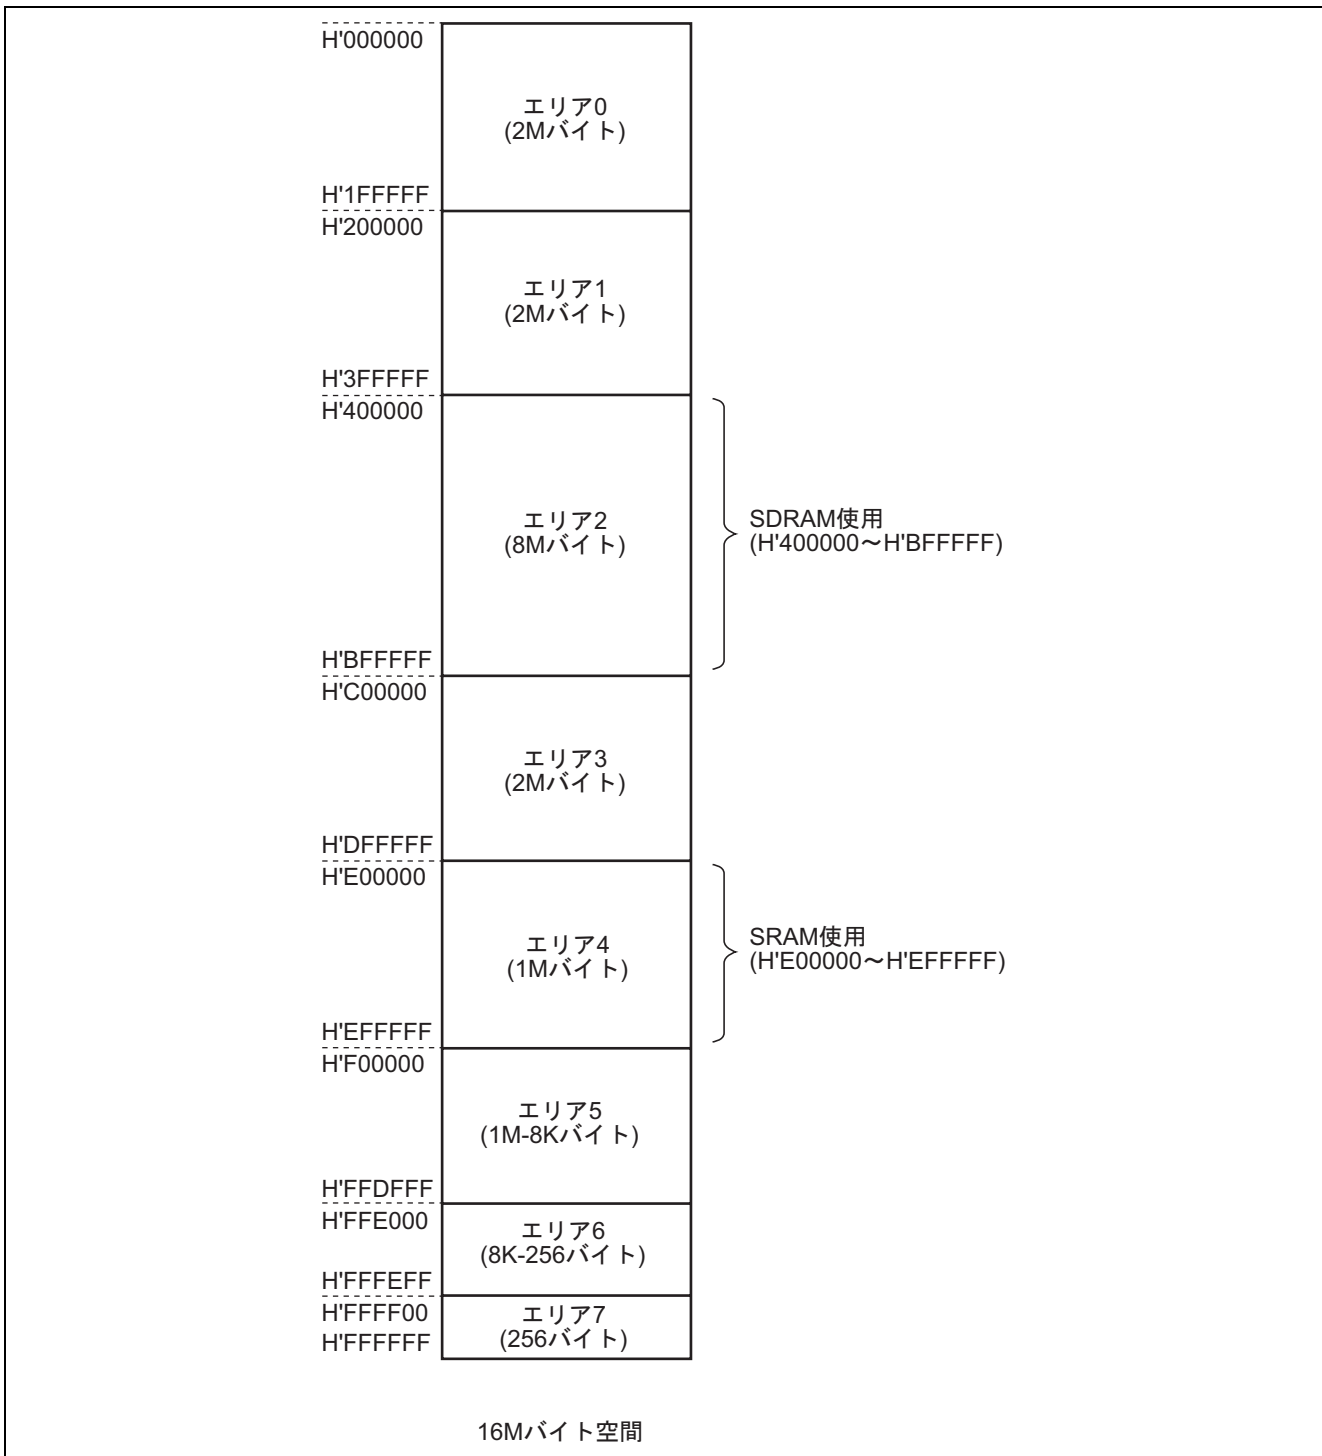 H'000000
エリア0
(2Mバイト)
H'1FFFFF
H'200000
エリア1
(2Mバイト)
H'3FFFFF
H'400000
エリア2
(8Mバイト)
SDRAM使用
(H'400000～H'BFFFFF)
H'BFFFFF
H'C00000
エリア3
(2Mバイト)
H'DFFFFF
H'E00000
エリア4
(1Mバイト)
SRAM使用
(H'E00000～H'EFFFFF)
H'EFFFFF
H'F00000
エリア5
(1M-8Kバイト)
H'FFDFFF
H'FFE000
エリア6
(8K-256バイト)
H'FFFEFF
H'FFFF00
エリア7
(256バイト)
H'FFFFFF
16Mバイト空間